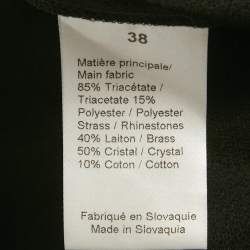 38
Matière principale/
Main fabric
85% Triacétate /
Triacetate 15%
Polyester / Polyester
Strass / Rhinestones
40% Laiton / Brass
50% Cristal / Crystal
10% Coton / Cotton
Fabriqué en Slovaquie
Made in Slovaquia